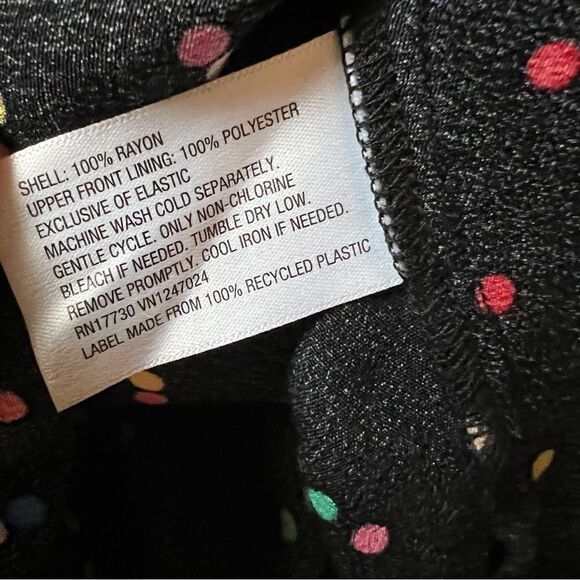 SHELL: 100% RAYON
UPPER FRONT LINING: 100% POLYESTER
EXCLUSIVE OF ELASTIC
MACHINE WASH COLD SEPARATELY.
GENTLE CYCLE. ONLY NON-CHLORINE
BLEACH IF NEEDED. TUMBLE DRY LOW.
REMOVE PROMPTLY. COOL IRON IF NEEDED.
RN17730 VN1247024
LABEL MADE FROM 100% RECYCLED PLASTIC